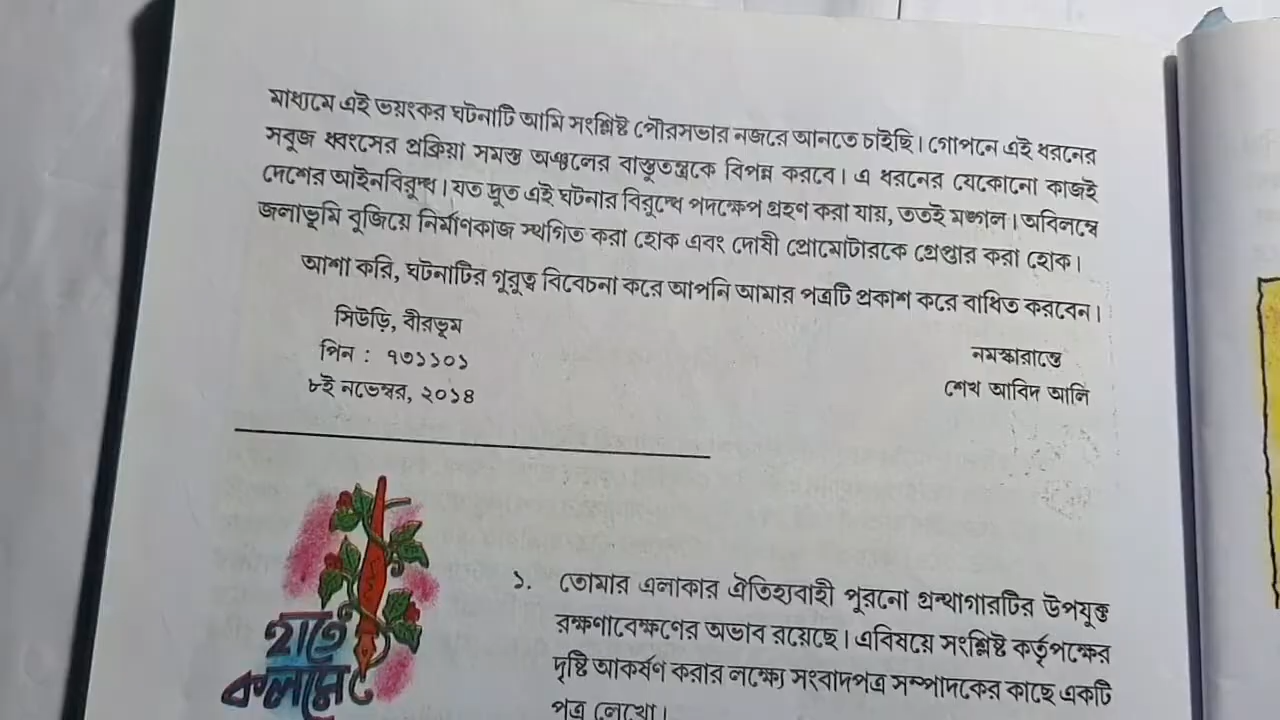 মাধ্যমে এই ভয়ংকর ঘটনাটি আমি সংশ্লিষ্ট পৌরসভার নজরে আনতে চাইছি। গোপনে এই ধরনের
সবুজ ধ্বংসের প্রক্রিয়া সমস্ত অঞ্চলের বাস্তুতন্ত্রকে বিপন্ন করবে। এ ধরনের যেকোনো কাজই
দেশের আইনবিরুদ্ধ। যত দ্রুত এই ঘটনার বিরুদ্ধে পদক্ষেপ গ্রহণ করা যায়, ততই মঙ্গল। অবিলম্বে
জলাভূমি বুজিয়ে নির্মাণকাজ স্থগিত করা হোক এবং দোষী প্রোমোটারকে গ্রেপ্তার করা হোক।
আশা করি, ঘটনাটির গুরুত্ব বিবেচনা করে আপনি আমার পত্রটি প্রকাশ করে বাধিত করবেন।
সিউড়ি, বীরভূম
পিন : ৭৩১১০১
৮ই নভেম্বর, ২০১৪
নমস্কারান্তে
শেখ আবিদ আলি
হাতে
কলমে
১. তোমার এলাকার ঐতিহ্যবাহী পুরনো গ্রন্থাগারটির উপযুক্ত
রক্ষণাবেক্ষণের অভাব রয়েছে। এবিষয়ে সংশ্লিষ্ট কর্তৃপক্ষের
দৃষ্টি আকর্ষণ করার লক্ষ্যে সংবাদপত্র সম্পাদকের কাছে একটি
পত্র লেখো।